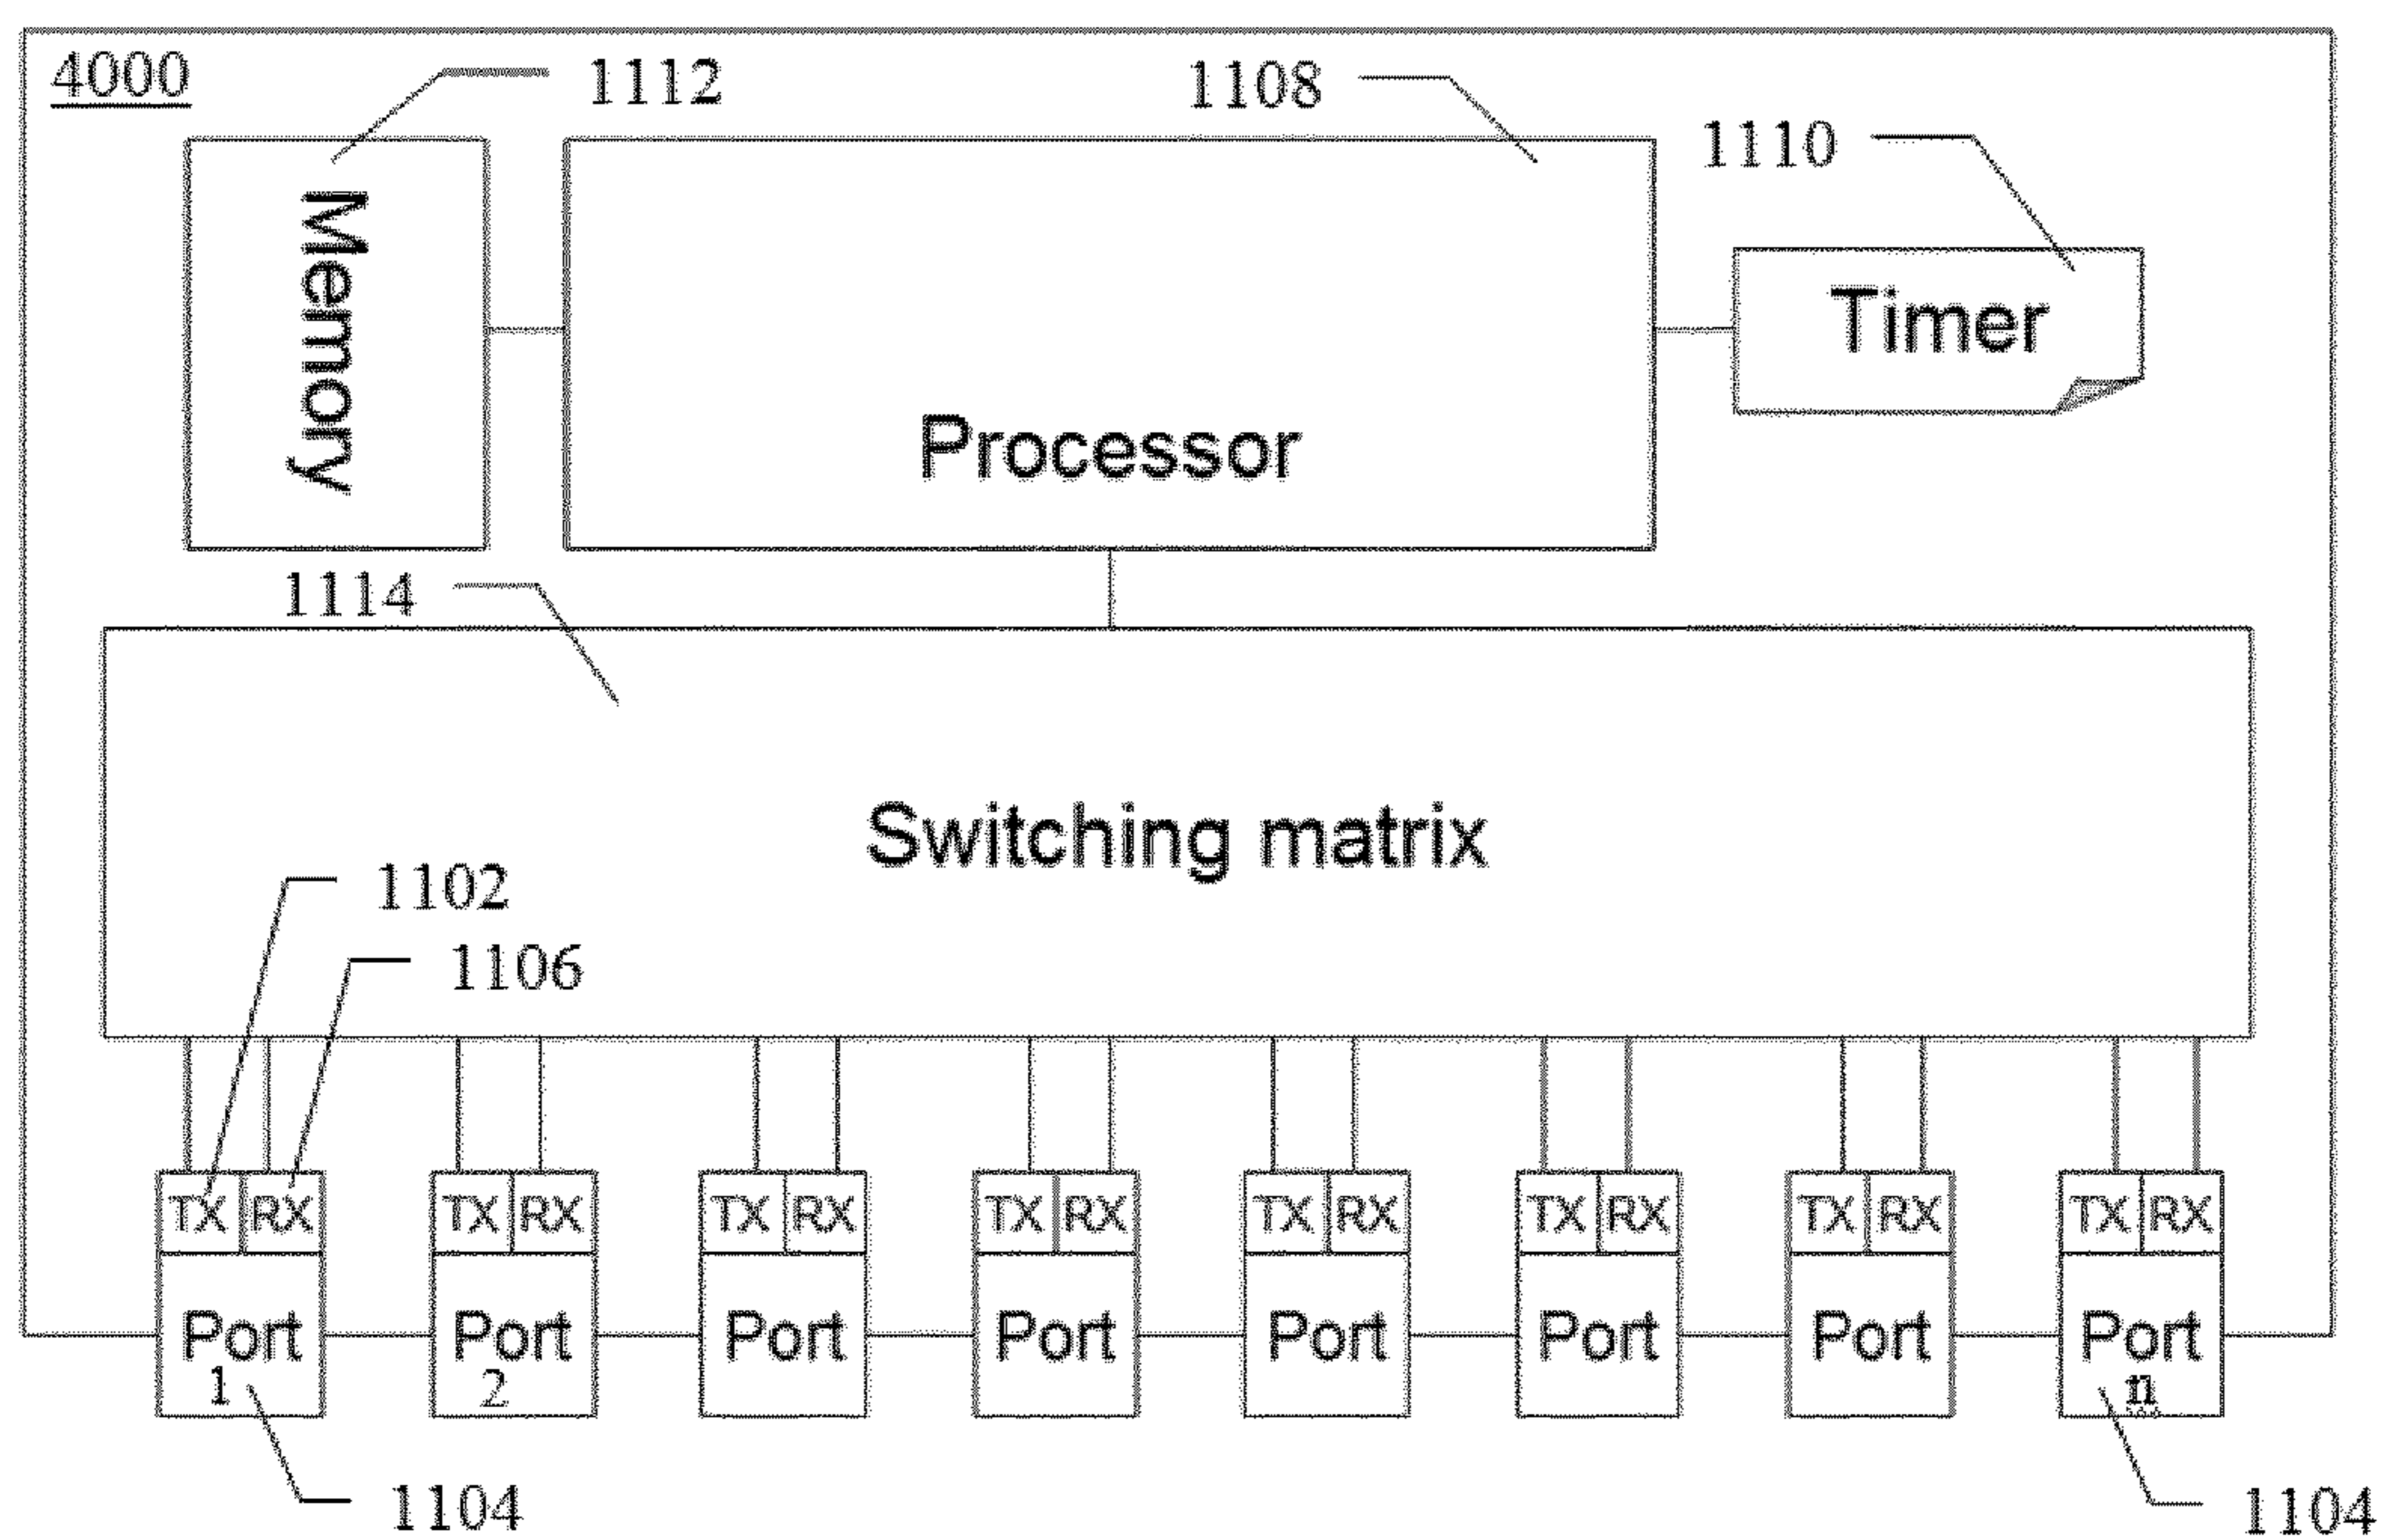 4000
1112
1108
1110
Memory
Timer
Processor
1114
Switching matrix
1102
1106
TX RX TX RX TX RX TX RX TX RX TX RX TX RX TX RX
Port Port Port Port Port Port Port Port
1 2 n
1104 1104